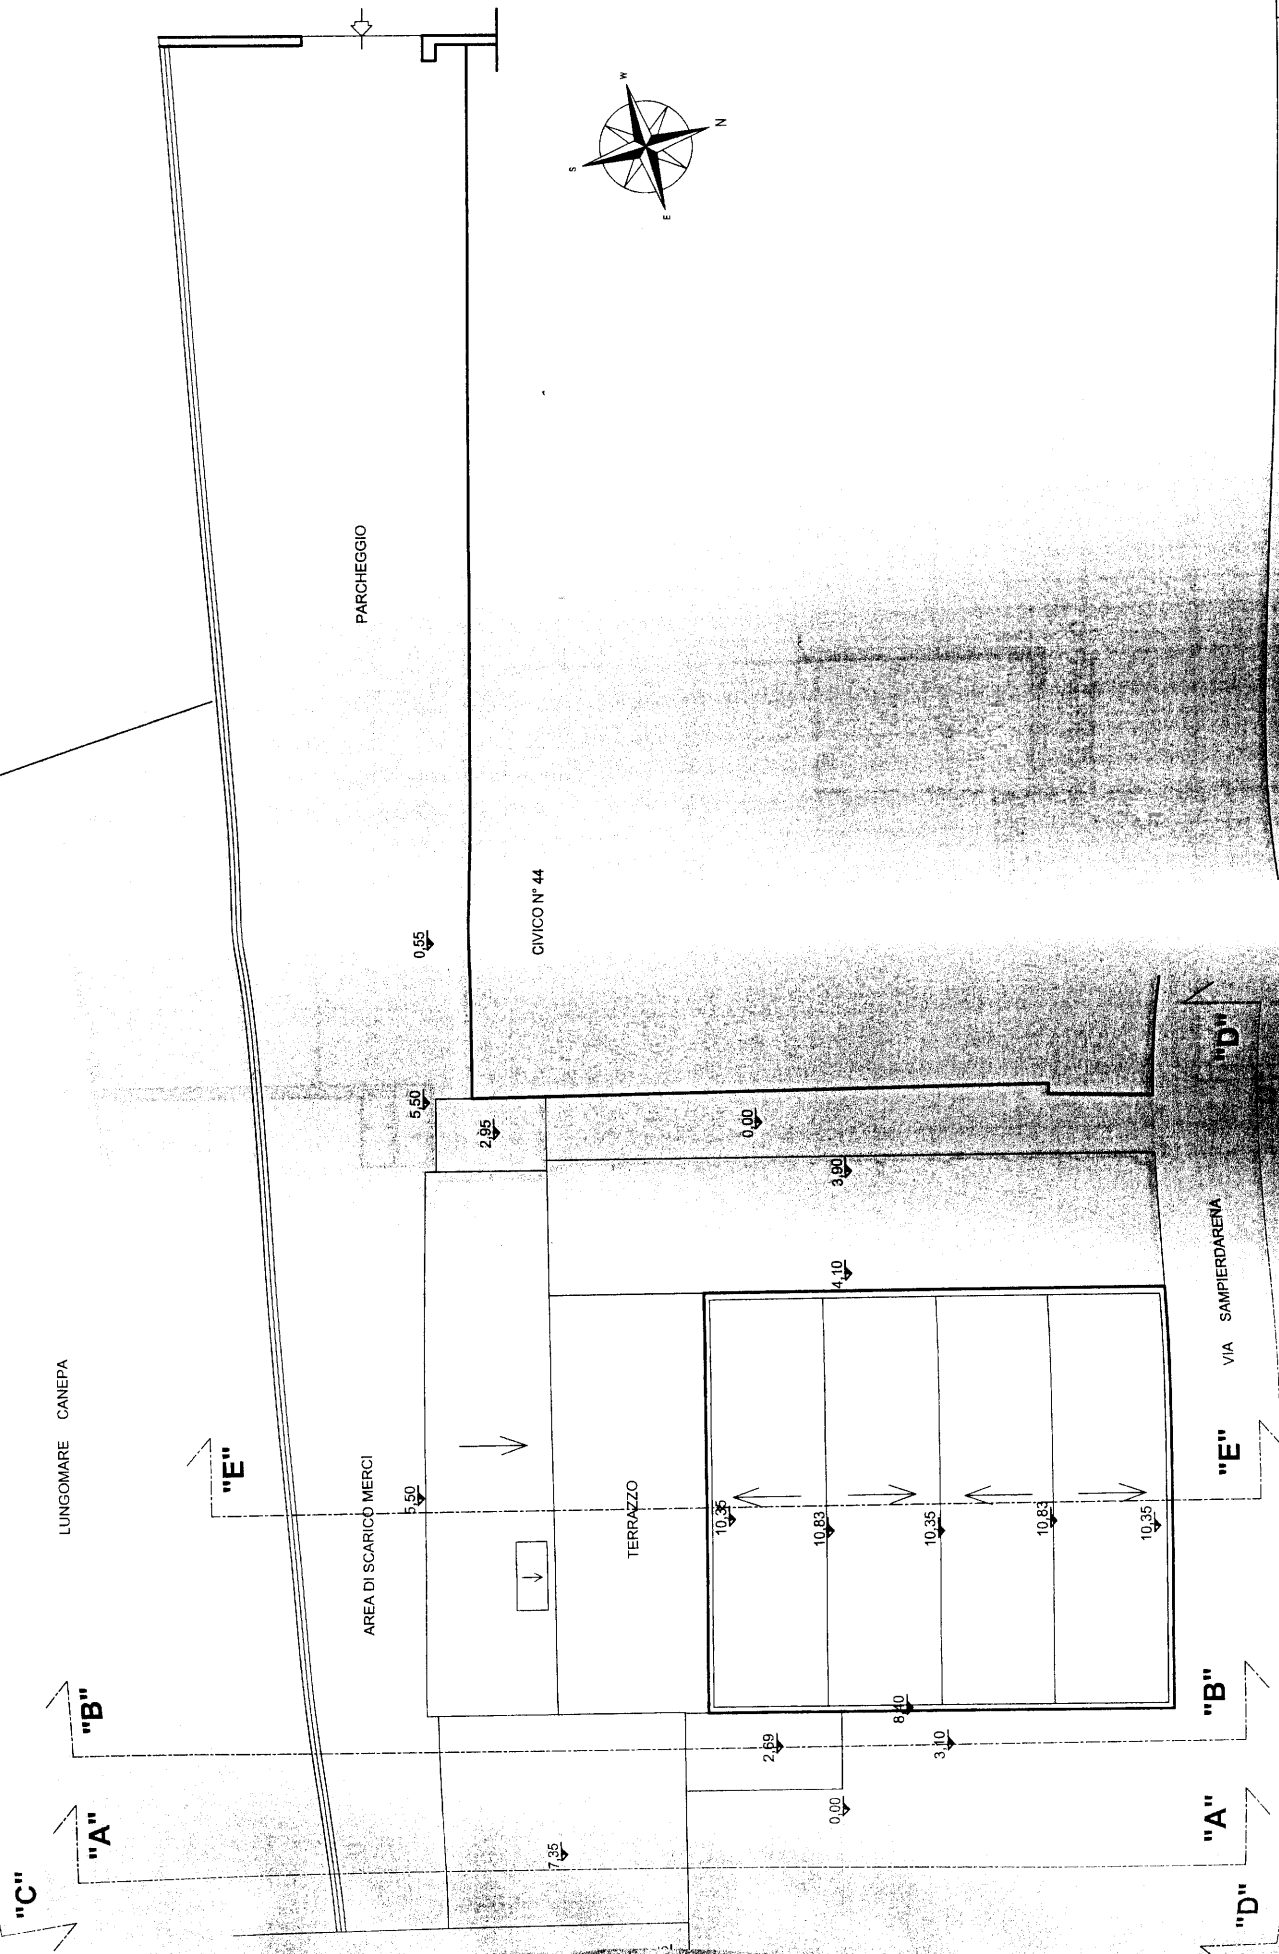 W
N
S
E
PARCHEGGIO
CIVICO N° 44
0,55
5,50
2,95
0,00
3,90
4,10
"D"
VIA SAMPIERDARENA
LUNGOMARE CANEPA
"E"
"E"
AREA DI SCARICO MERCI
5,50
TERRAZZO
10,35
10,83
10,35
10,83
10,35
"B"
"B"
8,40
2,69
3,10
0,00
7,35
"A"
"A"
"C"
"D"